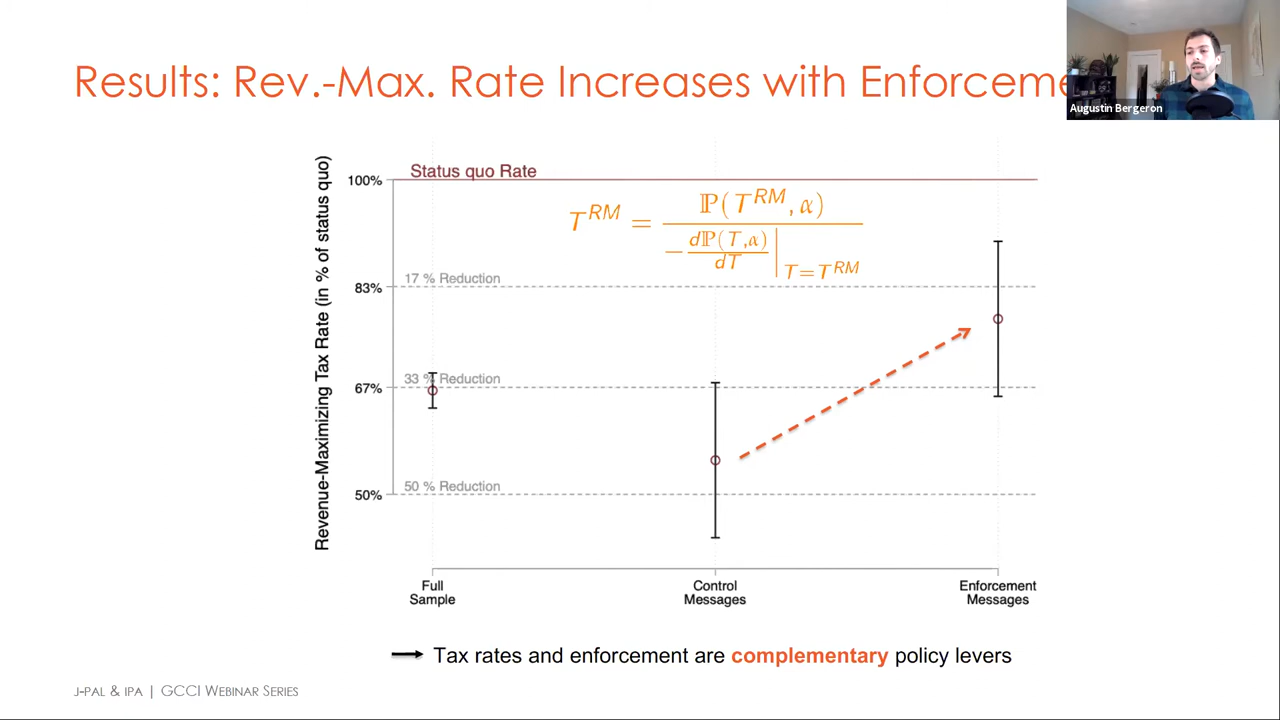 Results: Rev.-Max. Rate Increases with Enforceme
Augustin Bergeron
Revenue-Maximizing Tax Rate (in % of status quo)
100%
Status quo Rate
T^{RM} = \frac{ℙ(T^{RM}, α)}{-\frac{dℙ(T,α)}{dT}|_{T=T^{RM}}}
17 % Reduction
83%
33 % Reduction
67%
50 % Reduction
50%
Full
Sample
Control
Messages
Enforcement
Messages
Tax rates and enforcement are complementary policy levers
J-PAL & IPA | GCCI WEBINAR SERIES